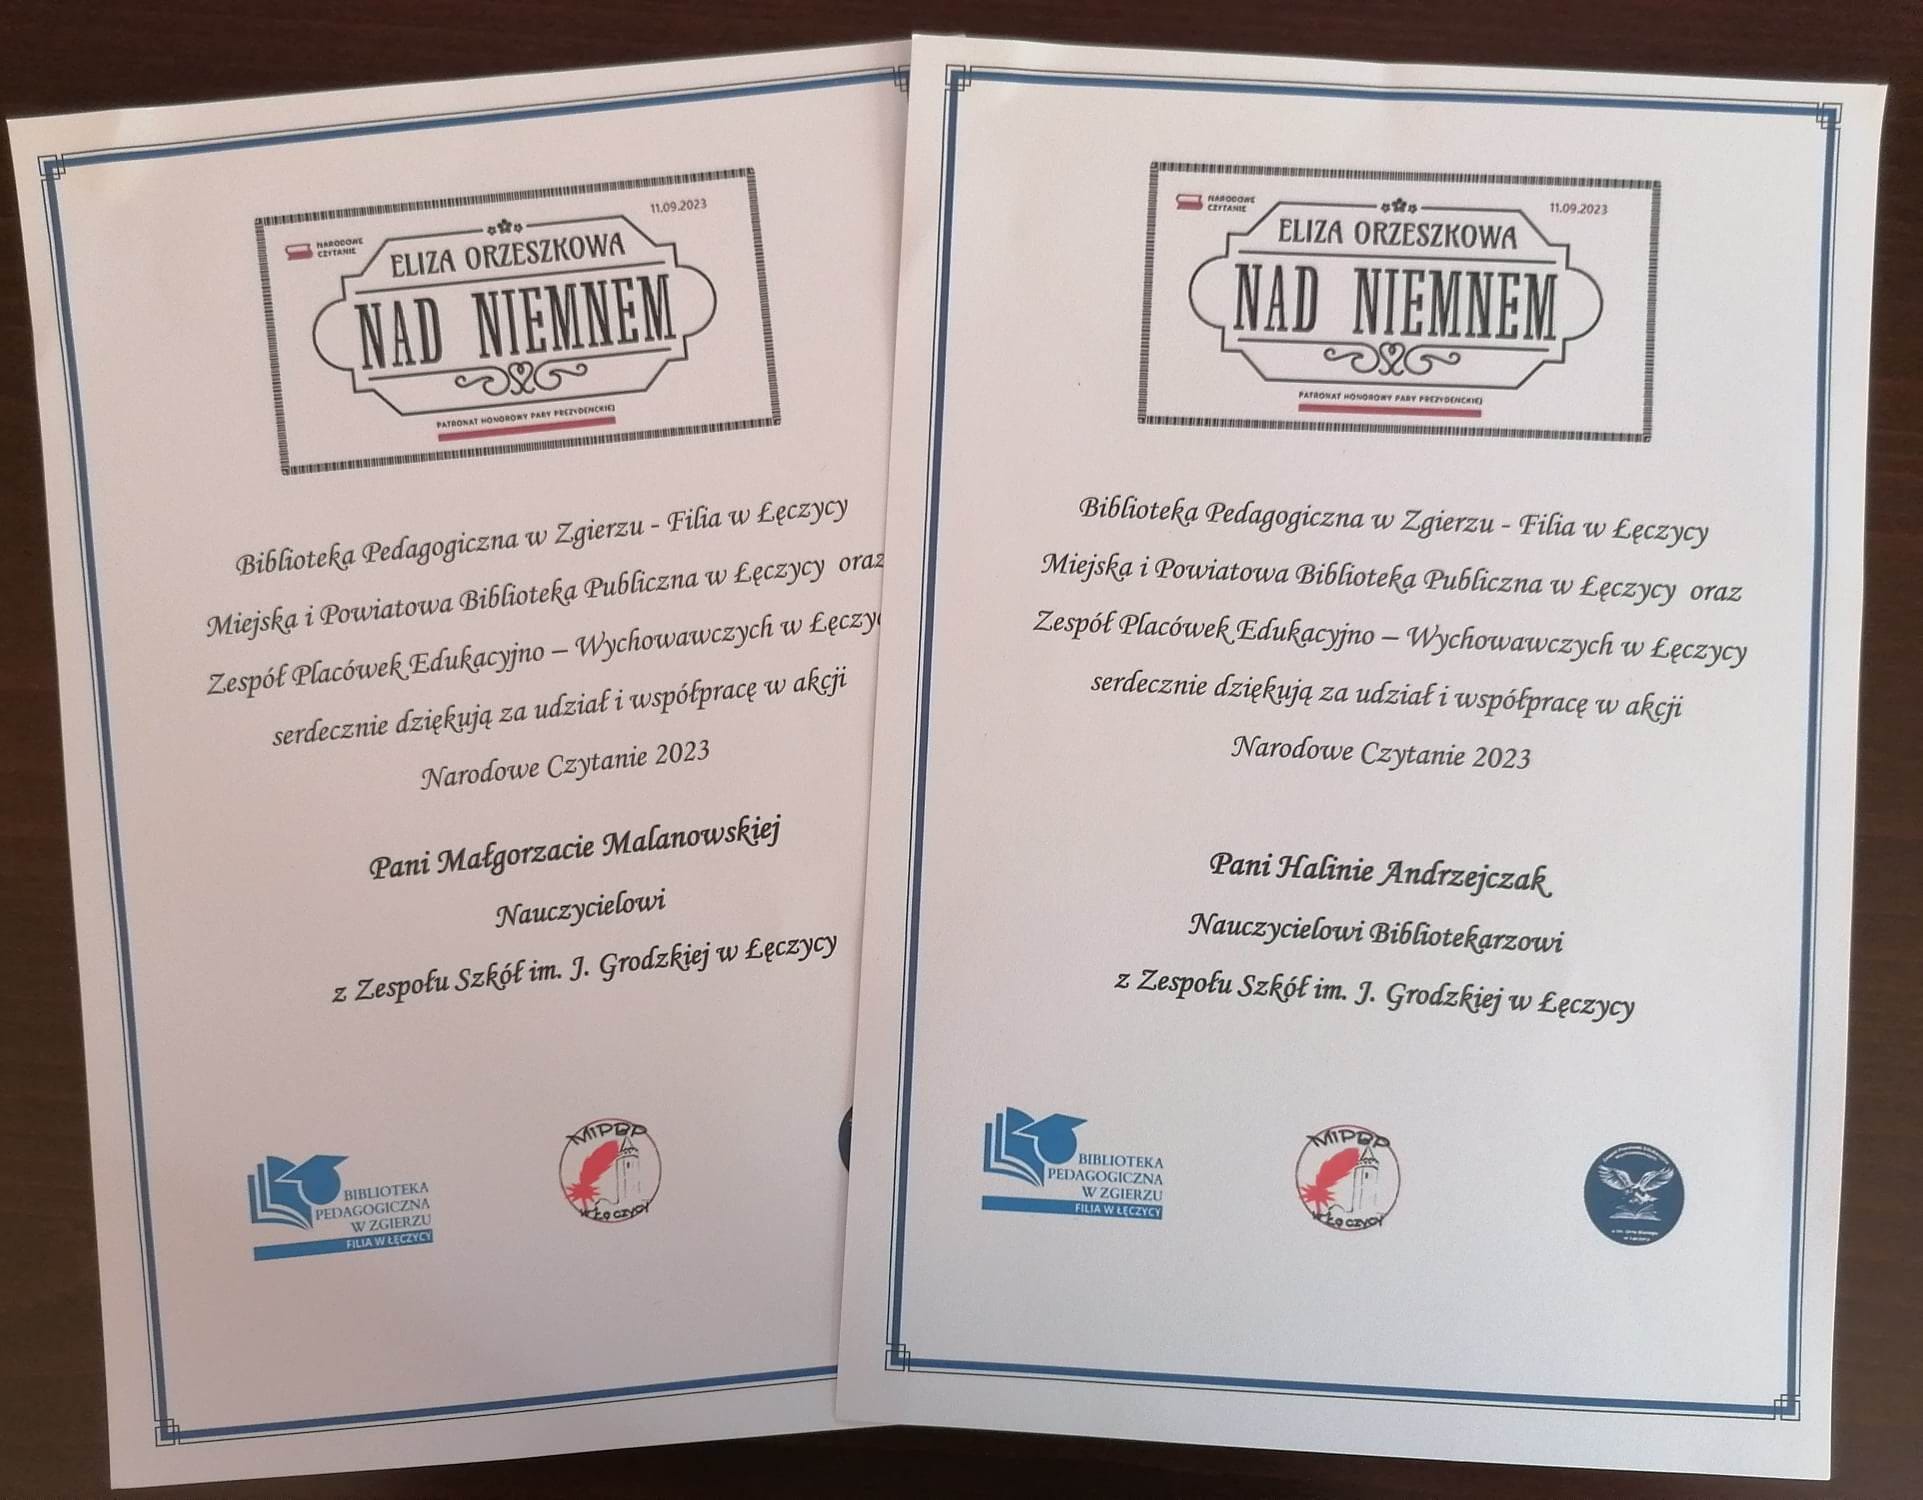 11.09.2023
NARODOWE
CZYTANIE
ELIZA ORZESZKOWA
NAD NIEMNEM
PATRONAT HONOROWY PARY PREZYDENCKIEJ
Biblioteka Pedagogiczna w Zgierzu - Filia w Łęczycy
Miejska i Powiatowa Biblioteka Publiczna w Łęczycy oraz
Zespół Placówek Edukacyjno – Wychowawczych w Łęczyc
serdecznie dziękują za udział i współpracę w akcji
Narodowe Czytanie 2023
Pani Małgorzacie Malanowskiej
Nauczycielowi
z Zespołu Szkół im. J. Grodzkiej w Łęczycy
BIBLIOTEKA
PEDAGOGICZNA
W ZGIERZU
FILIA W ŁĘCZYCY
MIPBP
w Łęczycy
NARODOWE
CZYTANIE
11.09.2023
ELIZA ORZESZKOWA
NAD NIEMNEM
PATRONAT HONOROWY PARY PREZYDENCKIEJ
Biblioteka Pedagogiczna w Zgierzu - Filia w Łęczycy
Miejska i Powiatowa Biblioteka Publiczna w Łęczycy oraz
Zespół Placówek Edukacyjno – Wychowawczych w Łęczycy
serdecznie dziękują za udział i współpracę w akcji
Narodowe Czytanie 2023
Pani Halinie Andrzejczak
Nauczycielowi Bibliotekarzowi
z Zespołu Szkół im. J. Grodzkiej w Łęczycy
BIBLIOTEKA
PEDAGOGICZNA
W ZGIERZU
FILIA W ŁĘCZYCY
MIPBP
w Łęczycy